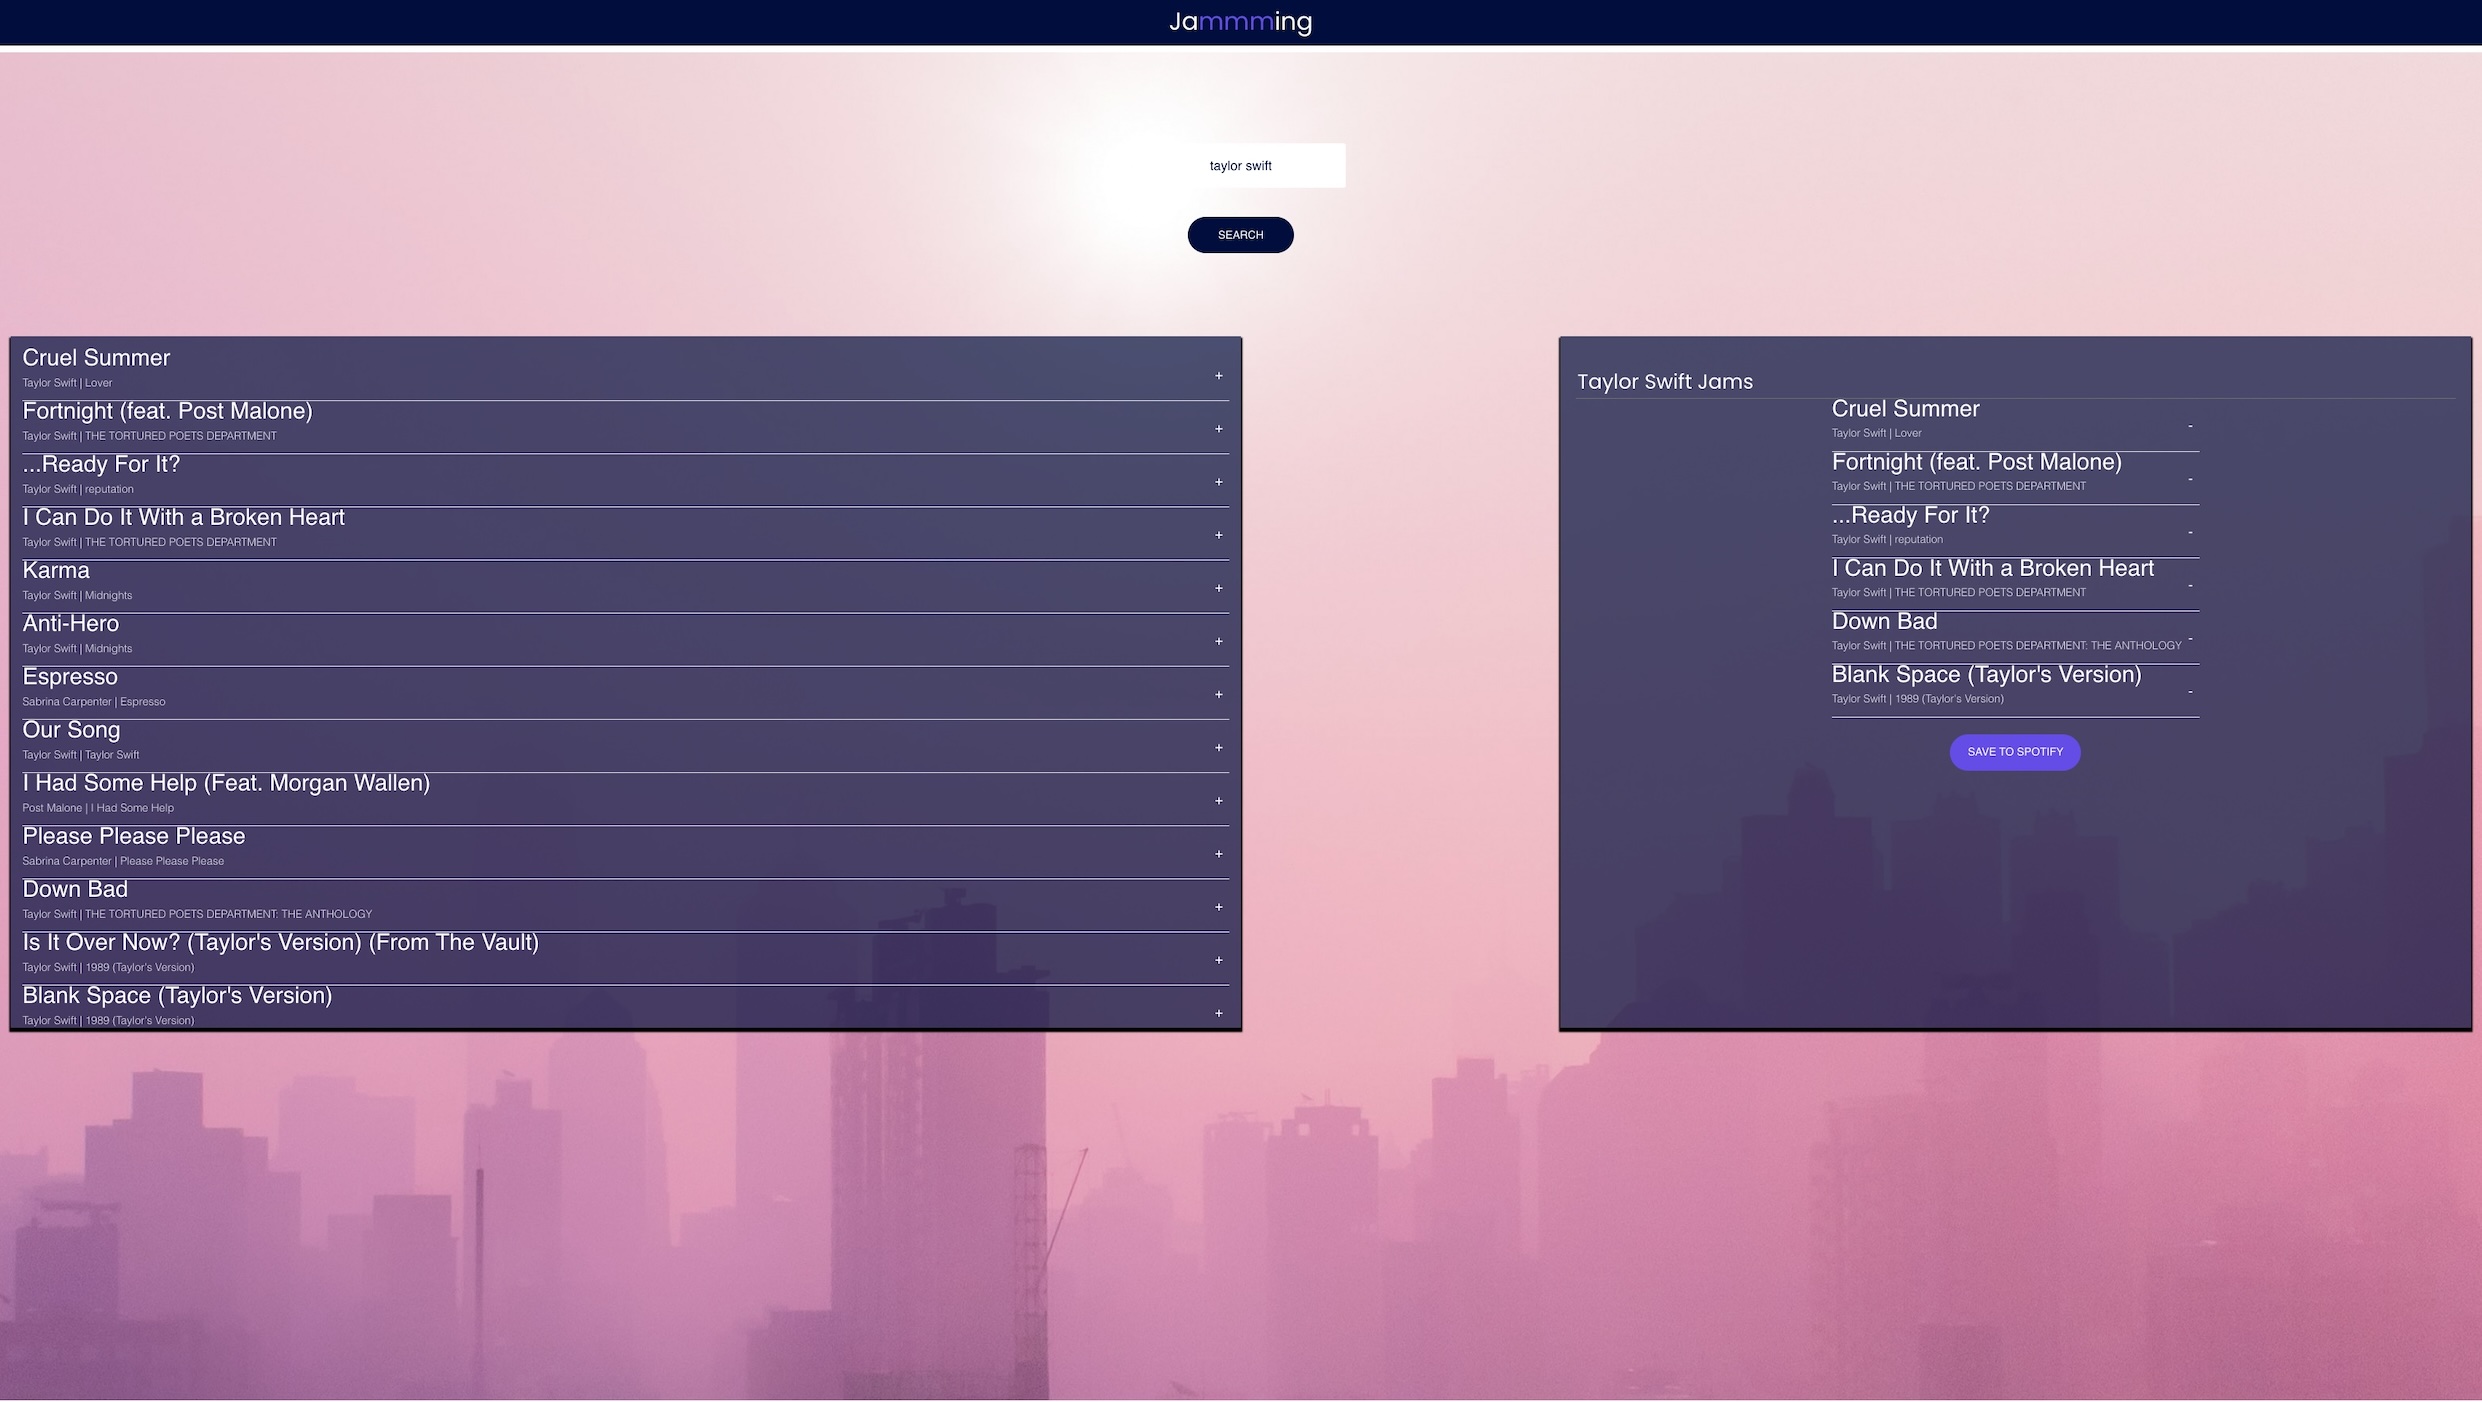 Jammming
taylor swift
SEARCH
Cruel Summer
Taylor Swift | Lover
+
Fortnight (feat. Post Malone)
Taylor Swift | THE TORTURED POETS DEPARTMENT
+
...Ready For It?
Taylor Swift | reputation
+
I Can Do It With a Broken Heart
Taylor Swift | THE TORTURED POETS DEPARTMENT
+
Karma
Taylor Swift | Midnights
+
Anti-Hero
Taylor Swift | Midnights
+
Espresso
Sabrina Carpenter | Espresso
+
Our Song
Taylor Swift | Taylor Swift
+
I Had Some Help (Feat. Morgan Wallen)
Post Malone | I Had Some Help
+
Please Please Please
Sabrina Carpenter | Please Please Please
+
Down Bad
Taylor Swift | THE TORTURED POETS DEPARTMENT: THE ANTHOLOGY
+
Is It Over Now? (Taylor's Version) (From The Vault)
Taylor Swift | 1989 (Taylor's Version)
+
Blank Space (Taylor's Version)
Taylor Swift | 1989 (Taylor's Version)
+
Taylor Swift Jams
Cruel Summer
Taylor Swift | Lover
-
Fortnight (feat. Post Malone)
Taylor Swift | THE TORTURED POETS DEPARTMENT
-
...Ready For It?
Taylor Swift | reputation
-
I Can Do It With a Broken Heart
Taylor Swift | THE TORTURED POETS DEPARTMENT
-
Down Bad
Taylor Swift | THE TORTURED POETS DEPARTMENT: THE ANTHOLOGY
-
Blank Space (Taylor's Version)
Taylor Swift | 1989 (Taylor's Version)
-
SAVE TO SPOTIFY